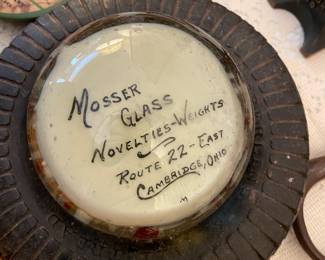 MOSSER
GLASS
NOVELTIES-WEIGHTS
ROUTE 22-EAST
CAMBRIDGE, OHIO
M